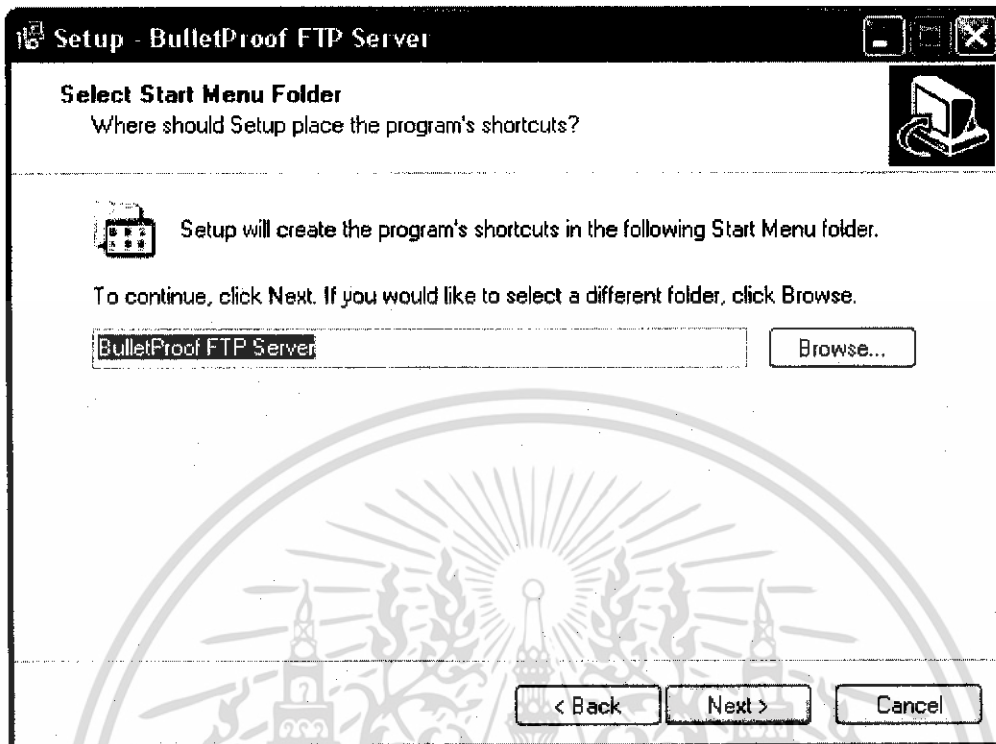 Setup - BulletProof FTP Server
Select Start Menu Folder
Where should Setup place the program's shortcuts?
Setup will create the program's shortcuts in the following Start Menu folder.
To continue, click Next. If you would like to select a different folder, click Browse.
BulletProof FTP Server
Browse...
< Back
Next >
Cancel